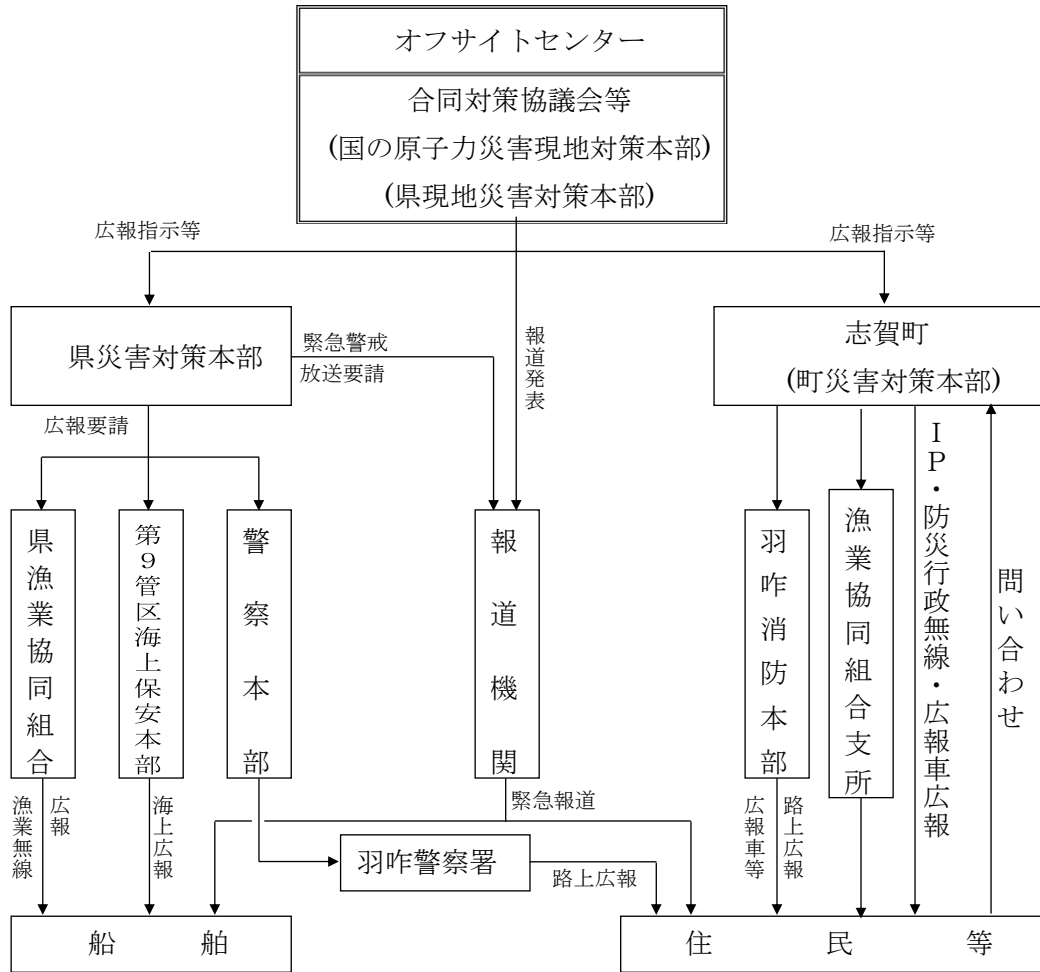 オフサイトセンター
合同対策協議会等
(国の原子力災害現地対策本部)
(県現地災害対策本部)
広報指示等
広報指示等
県災害対策本部
緊急警戒
放送要請
報道発表
志賀町
(町災害対策本部)
広報要請
県漁業協同組合
第９管区海上保安本部
警察本部
報道機関
羽咋消防本部
漁業協同組合支所
ＩＰ・防災行政無線・広報車広報
問い合わせ
広報
漁業無線
海上広報
緊急報道
路上広報
広報車等
羽咋警察署
路上広報
船舶
住民等